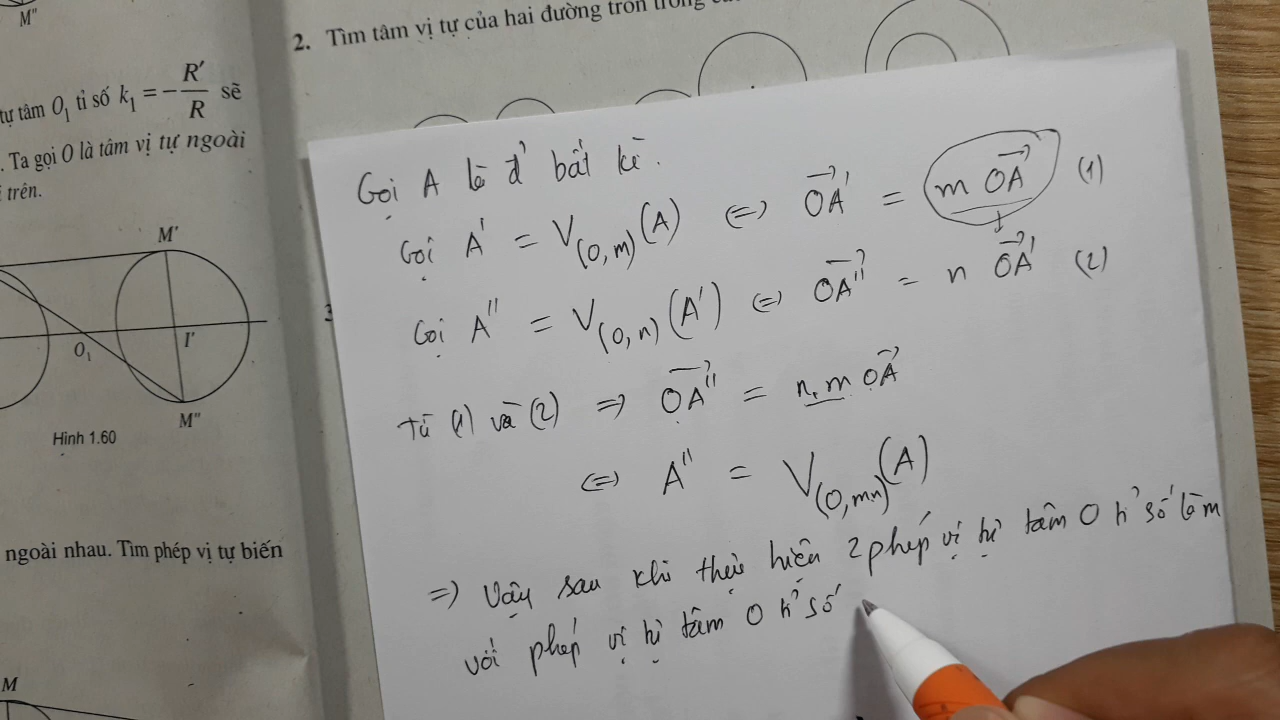 M"
2. Tìm tâm vị tự của hai đường tròn trong
tự tâm O₁ tỉ số k₁ = -R'/R sẽ
. Ta gọi O là tâm vị tự ngoài
trên.
M'
O₁
I'
M"
Hình 1.60
ngoài nhau. Tìm phép vị tự biến
M
3
Gọi A là đ' bất kì.
Gọi A' = V(O,m)(A) ⇔ OA' = m OA (1)
Gọi A" = V(O,n)(A') ⇔ OA" = n OA' (2)
Từ (1) và (2) ⇒ OA" = n.m OA
⇔ A" = V(O,mn)(A)
⇒ Vậy sau khi thực hiện 2 phép vị tự tâm O tỉ số lần m
với phép vị tự tâm O tỉ số